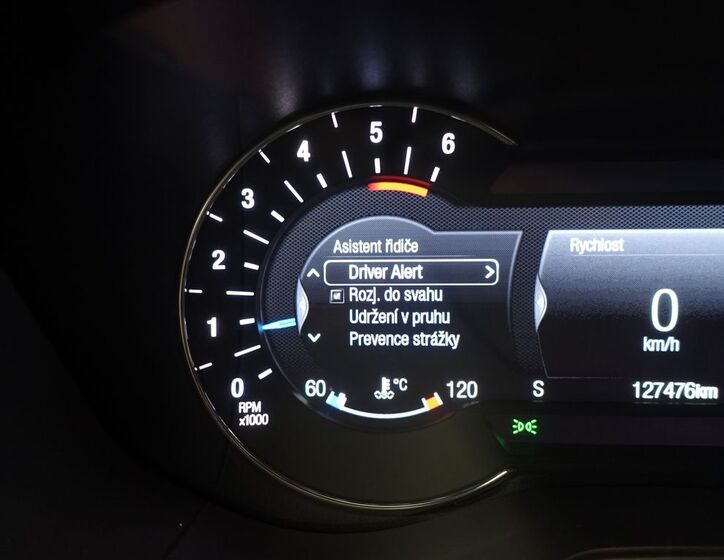 6
5
4
3
2
1
0
RPM
x1000
Asistent řidiče
Driver Alert
Rozj. do svahu
Udržení v pruhu
Prevence strážky
60
°C
120
Rychlost
0
km/h
S
127476km